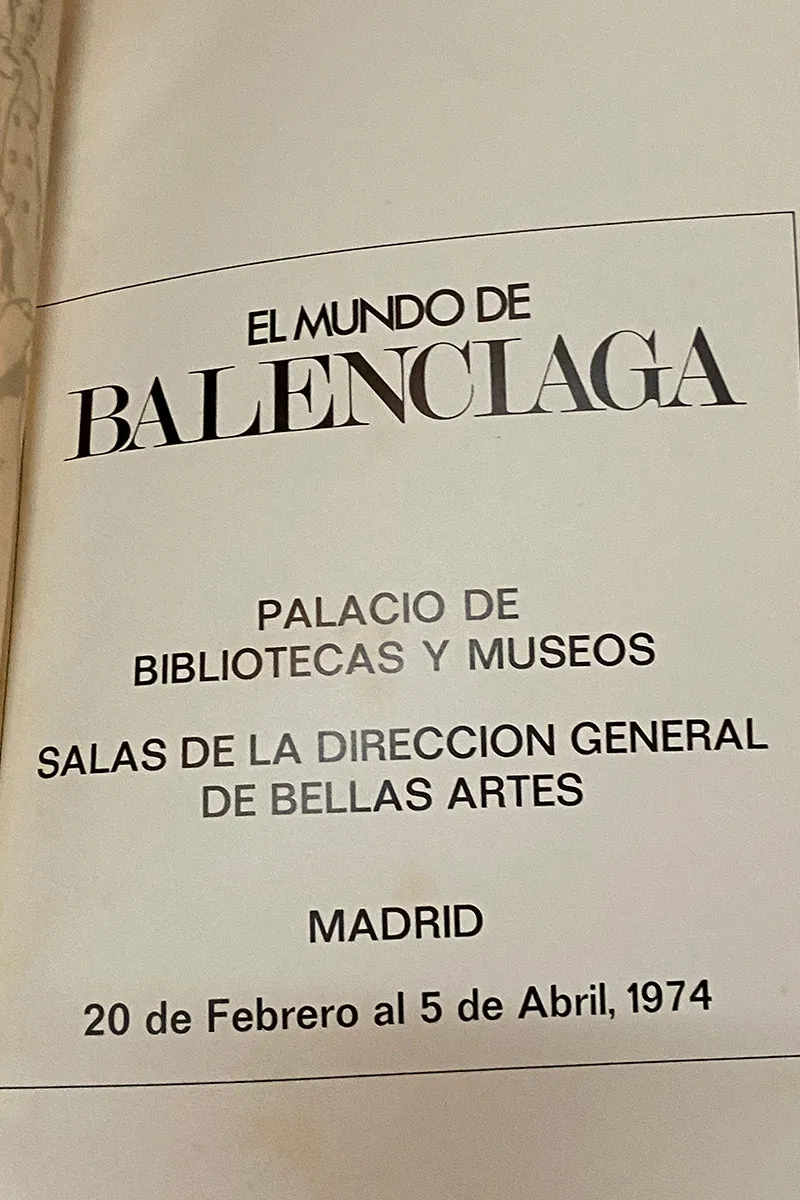 EL MUNDO DE
BALENCIAGA
PALACIO DE
BIBLIOTECAS Y MUSEOS
SALAS DE LA DIRECCION GENERAL
DE BELLAS ARTES
MADRID
20 de Febrero al 5 de Abril, 1974